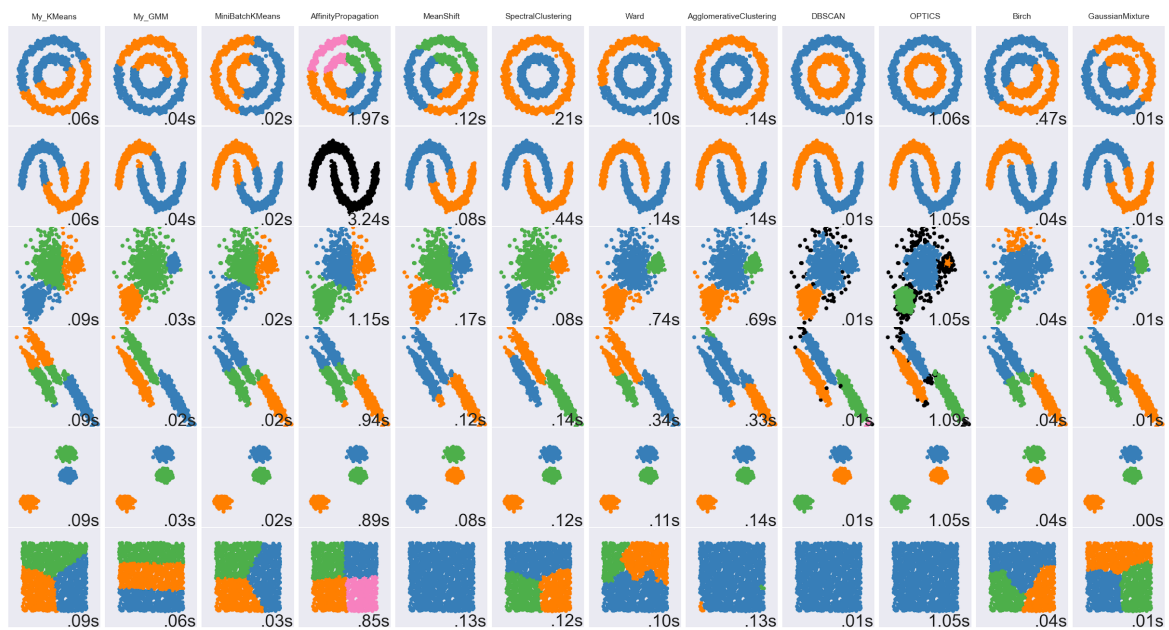 My_KMeans My_GMM MiniBatchKMeans AffinityPropagation MeanShift SpectralClustering Ward AgglomerativeClustering DBSCAN OPTICS Birch GaussianMixture
.06s .04s .02s 1.97s .12s .21s .10s .14s .01s 1.06s .47s .01s
.06s .04s .02s 3.24s .08s .44s .14s .14s .01s 1.05s .04s .01s
.09s .03s .02s 1.15s .17s .08s .74s .69s .01s 1.05s .04s .01s
.09s .02s .02s .94s .12s .14s .34s .33s .01s 1.09s .04s .01s
.09s .03s .02s .89s .08s .12s .11s .14s .01s 1.05s .04s .00s
.09s .06s .03s .85s .13s .12s .10s .13s .01s 1.05s .04s .01s